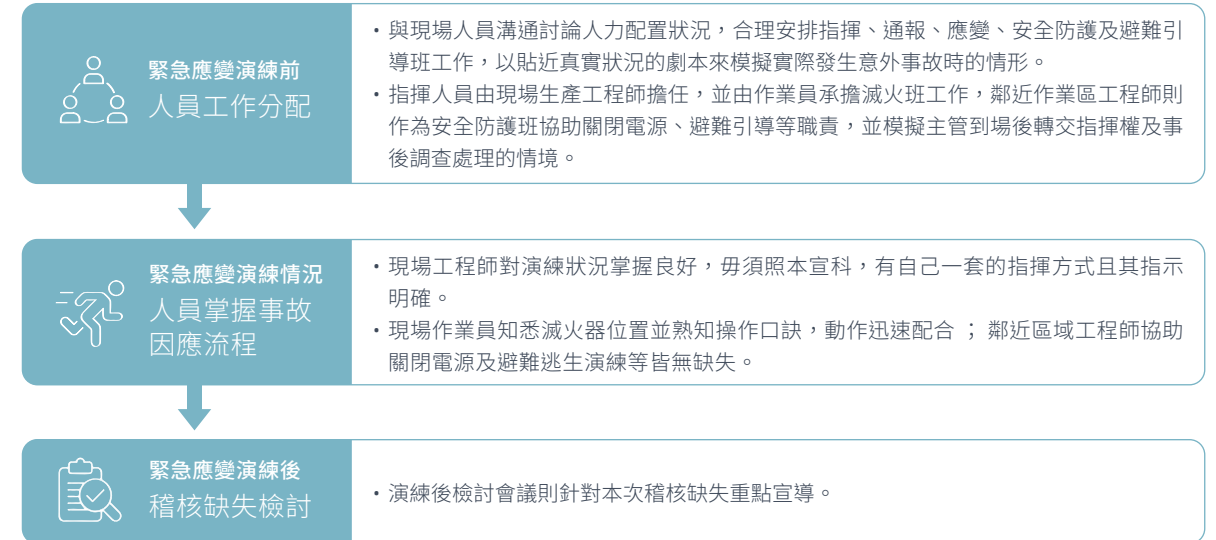 緊急應變演練前
人員工作分配
・與現場人員溝通討論人力配置狀況，合理安排指揮、通報、應變、安全防護及避難引
導班工作，以貼近真實狀況的劇本來模擬實際發生意外事故時的情形。
・指揮人員由現場生產工程師擔任，並由作業員承擔滅火班工作，鄰近作業區工程師則
作為安全防護班協助關閉電源、避難引導等職責，並模擬主管到場後轉交指揮權及事
後調查處理的情境。
緊急應變演練情況
人員掌握事故
因應流程
・現場工程師對演練狀況掌握良好，毋須照本宣科，有自己一套的指揮方式且其指示
明確。
・現場作業員知悉滅火器位置並熟知操作口訣，動作迅速配合 ；鄰近區域工程師協助
關閉電源及避難逃生演練等皆無缺失。
緊急應變演練後
稽核缺失檢討
・演練後檢討會議則針對本次稽核缺失重點宣導。